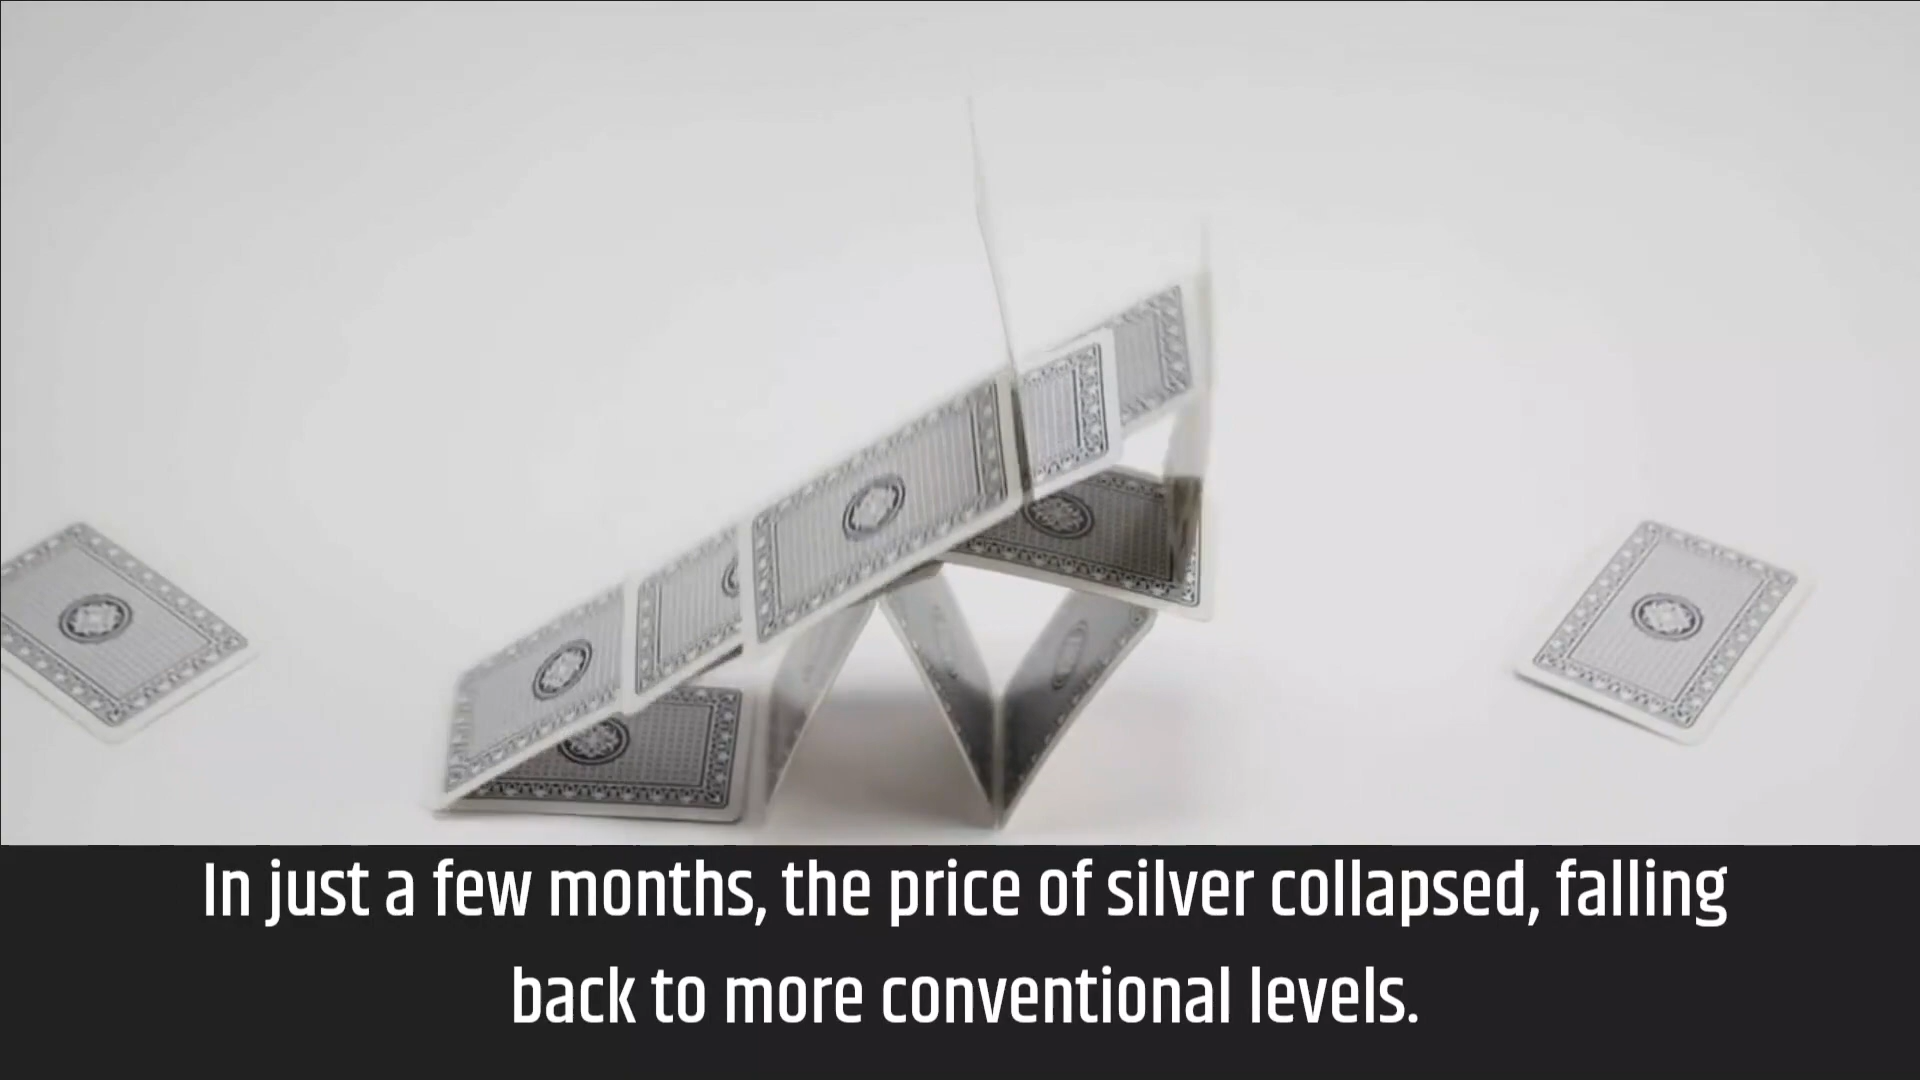 In just a few months, the price of silver collapsed, falling
back to more conventional levels.